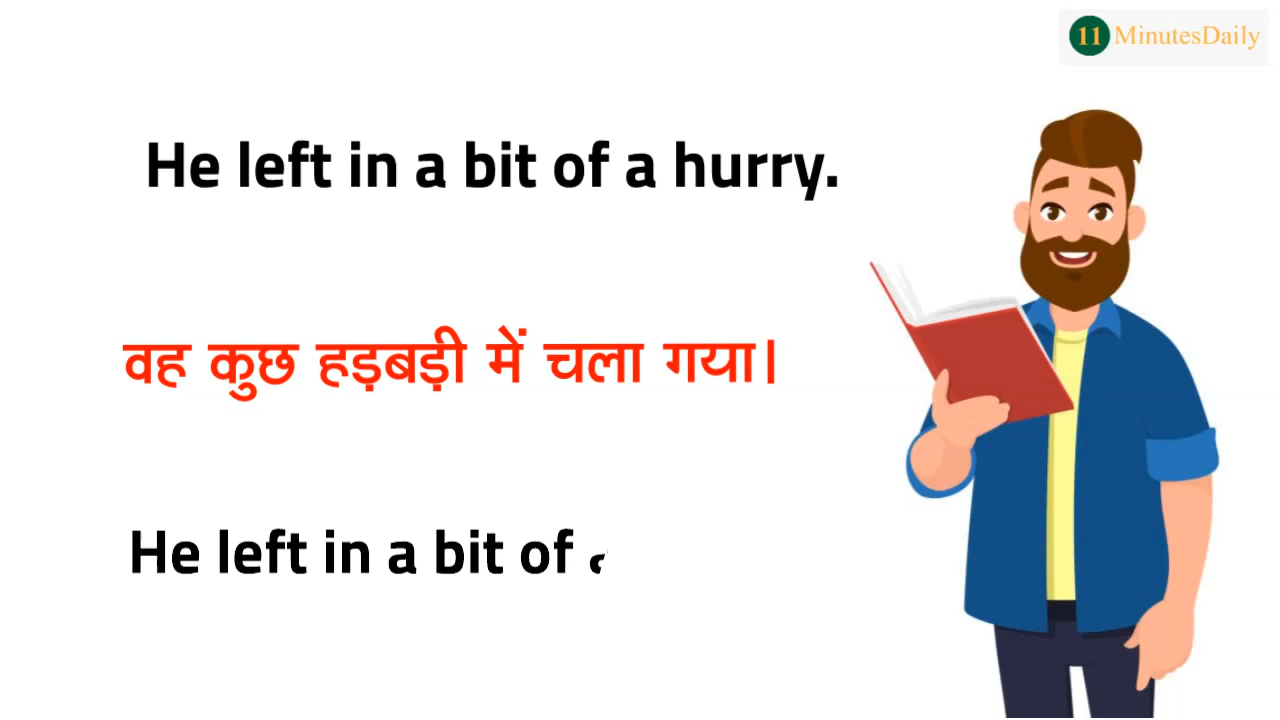 11 MinutesDaily
He left in a bit of a hurry.
वह कुछ हड़बड़ी में चला गया।
He left in a bit of